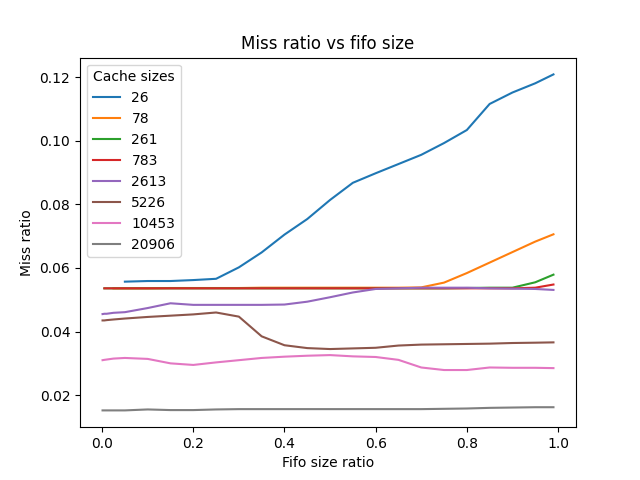 Miss ratio vs fifo size
Cache sizes
26
78
261
783
2613
5226
10453
20906
Miss ratio
0.12
0.10
0.08
0.06
0.04
0.02
0.0 0.2 0.4 0.6 0.8 1.0
Fifo size ratio